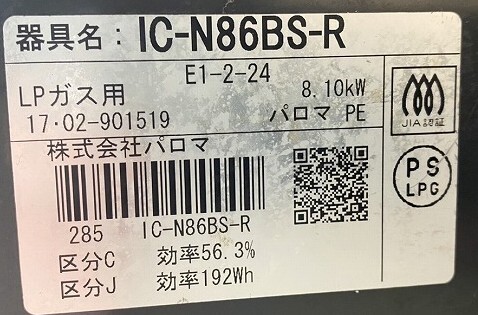 器具名：IC-N86BS-R
E1-2-24
LPガス用 8.10kW
17・02-901519 パロマ PE
JIA認証
株式会社パロマ
PS
LPG
285 IC-N86BS-R
区分C 効率56.3%
区分J 効率192Wh